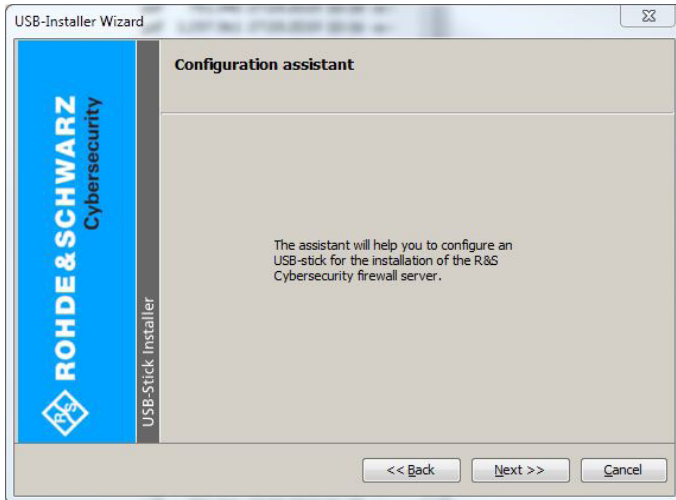 USB-Installer Wizard
Configuration assistant
ROHDE&SCHWARZ
Cybersecurity
R&S
USB-Stick Installer
The assistant will help you to configure an
USB-stick for the installation of the R&S
Cybersecurity firewall server.
<< Back
Next >>
Cancel